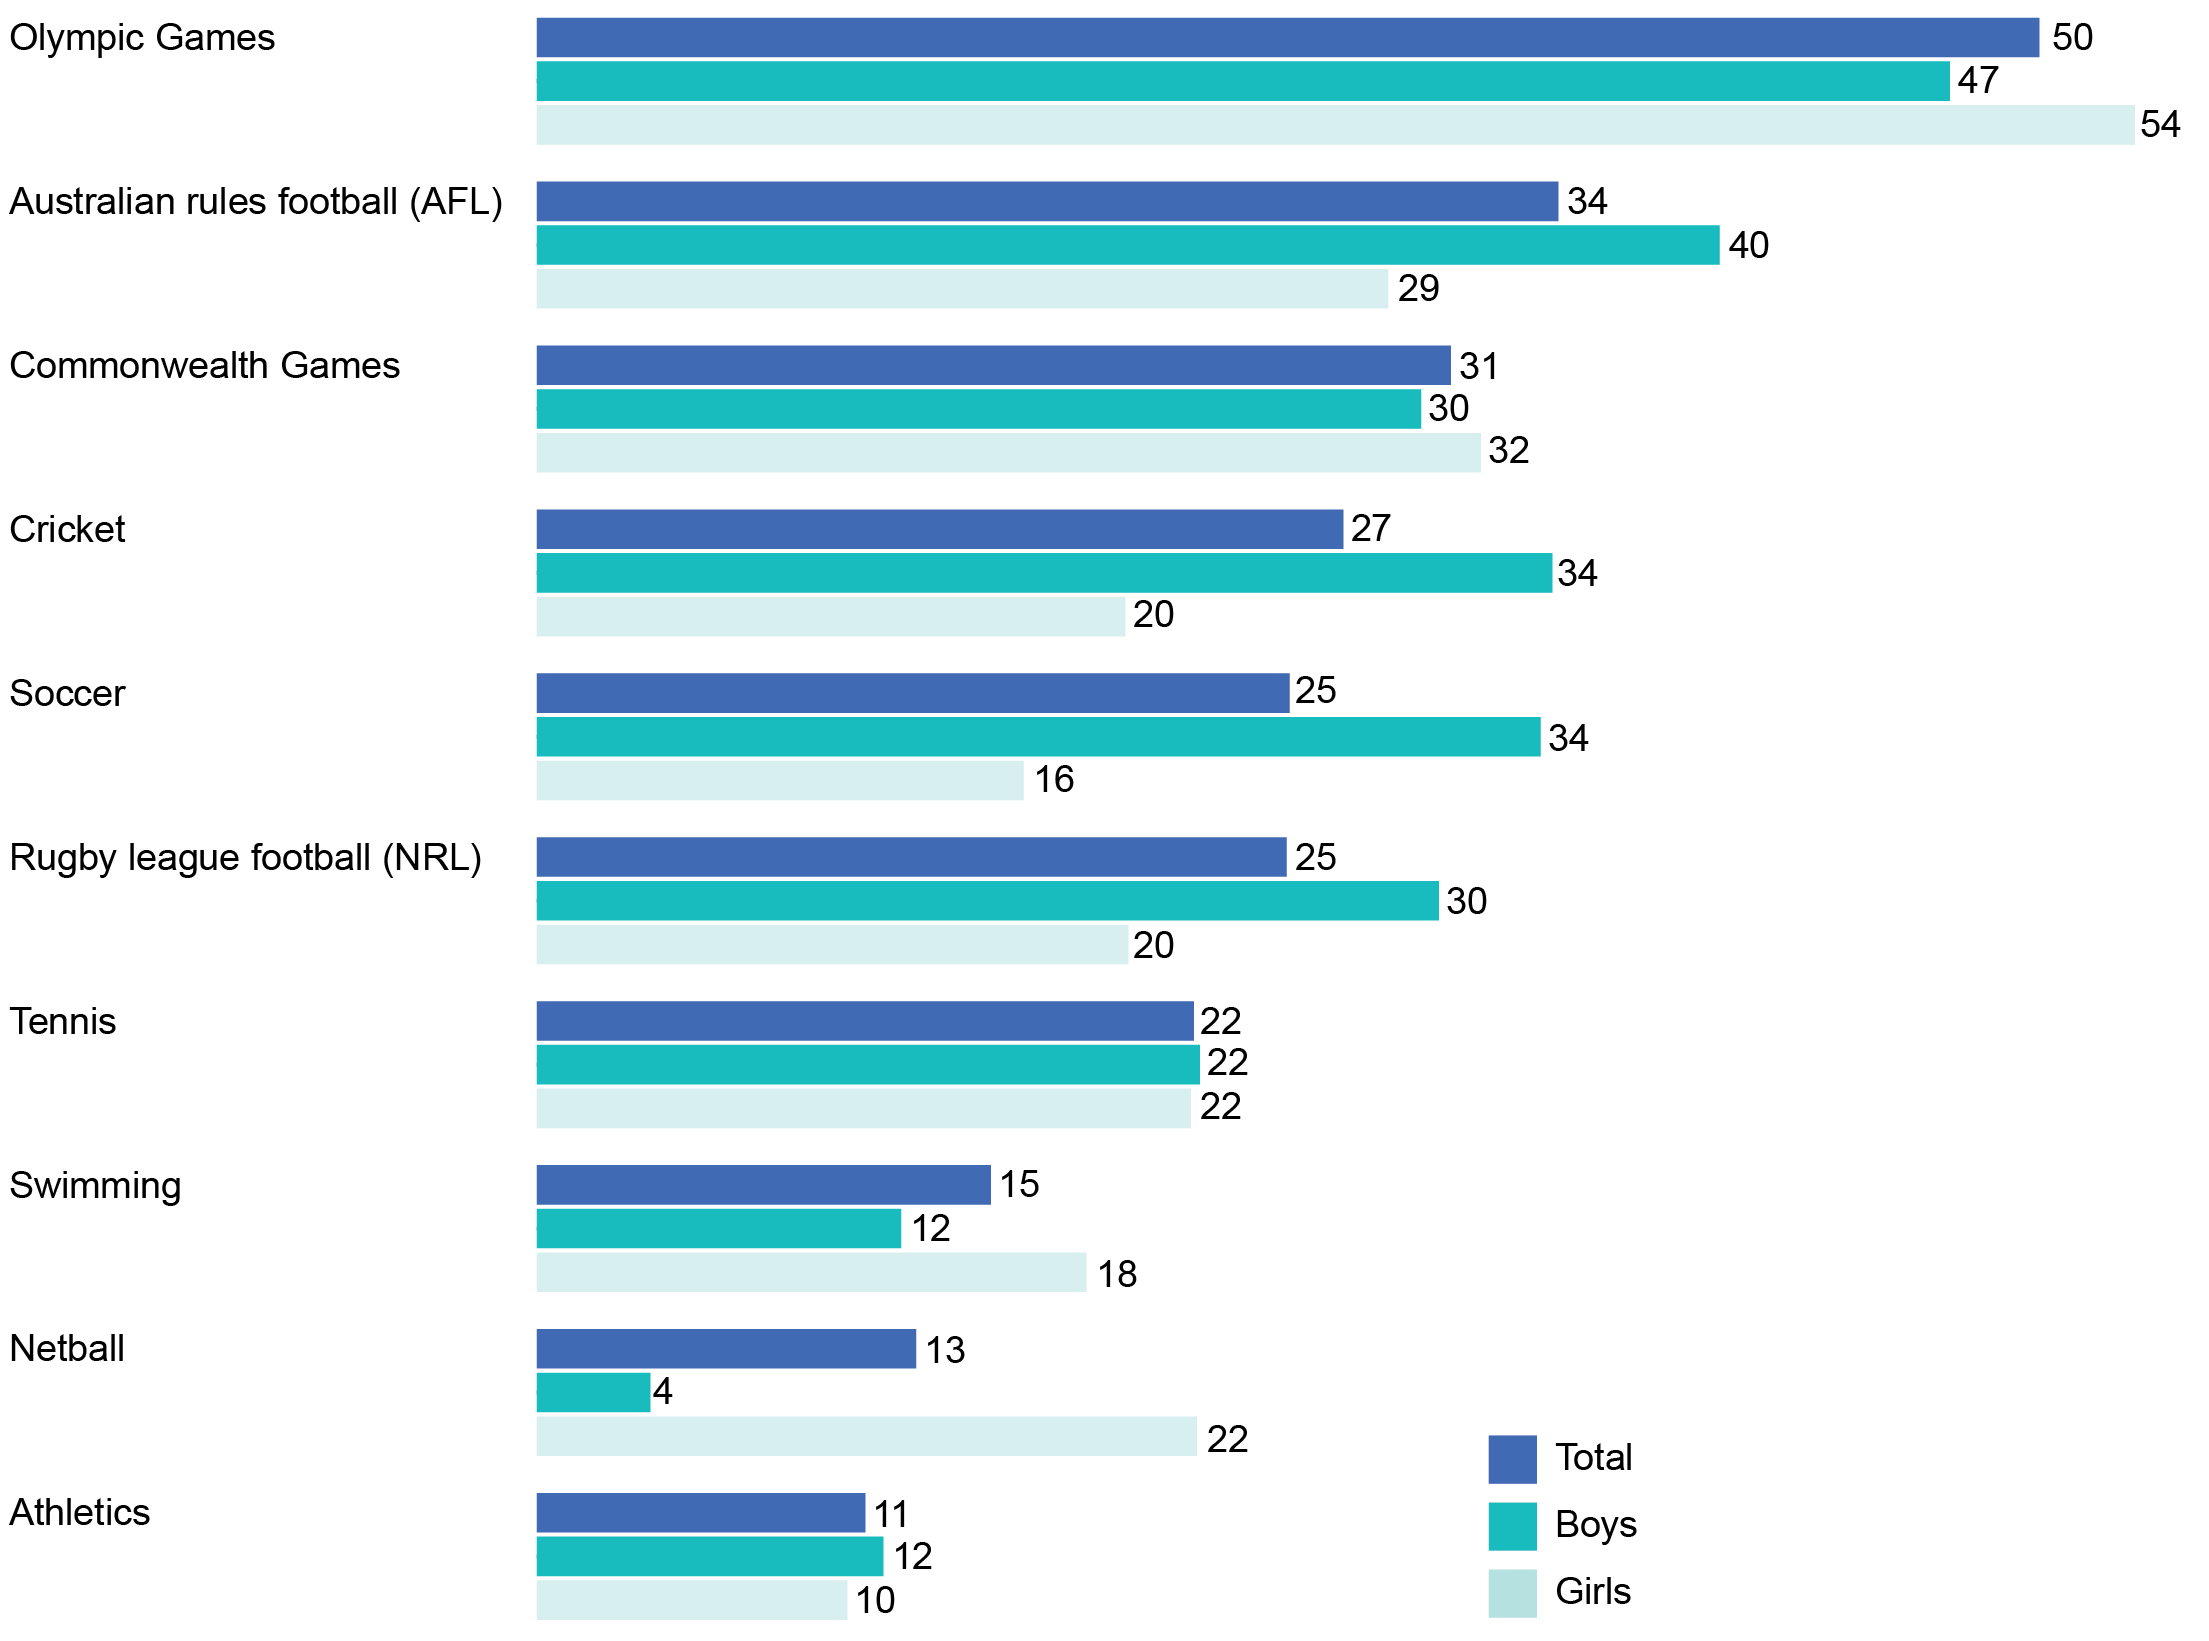 Olympic Games
50
47
54
Australian rules football (AFL)
34
40
29
Commonwealth Games
31
30
32
Cricket
27
34
20
Soccer
25
34
16
Rugby league football (NRL)
25
30
20
Tennis
22
22
22
Swimming
15
12
18
Netball
13
4
22
Athletics
11
12
10
Total
Boys
Girls